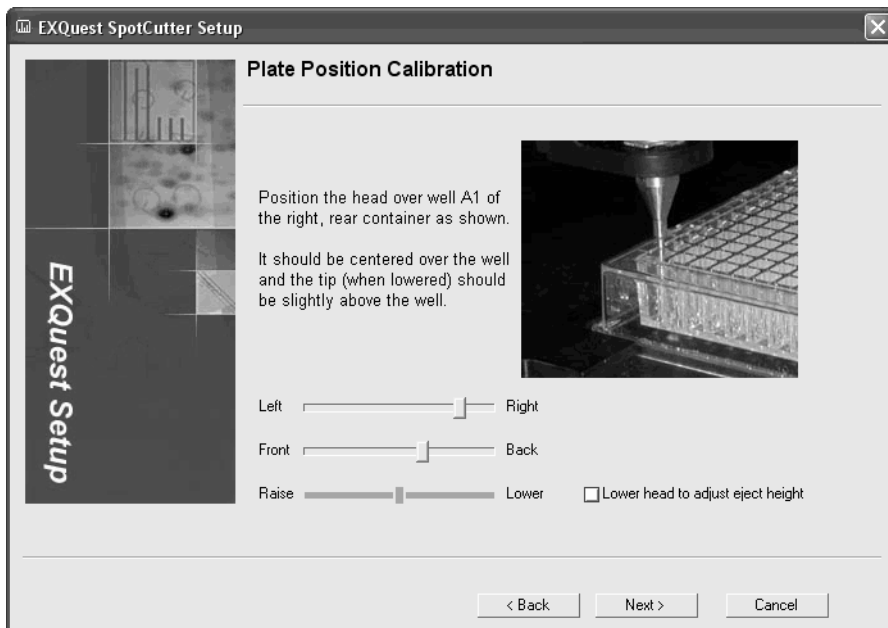 EXQuest SpotCutter Setup
Plate Position Calibration
Position the head over well A1 of
the right, rear container as shown.
It should be centered over the well
and the tip (when lowered) should
be slightly above the well.
EXQuest Setup
Left
Right
Front
Back
Raise
Lower
Lower head to adjust eject height
< Back
Next >
Cancel